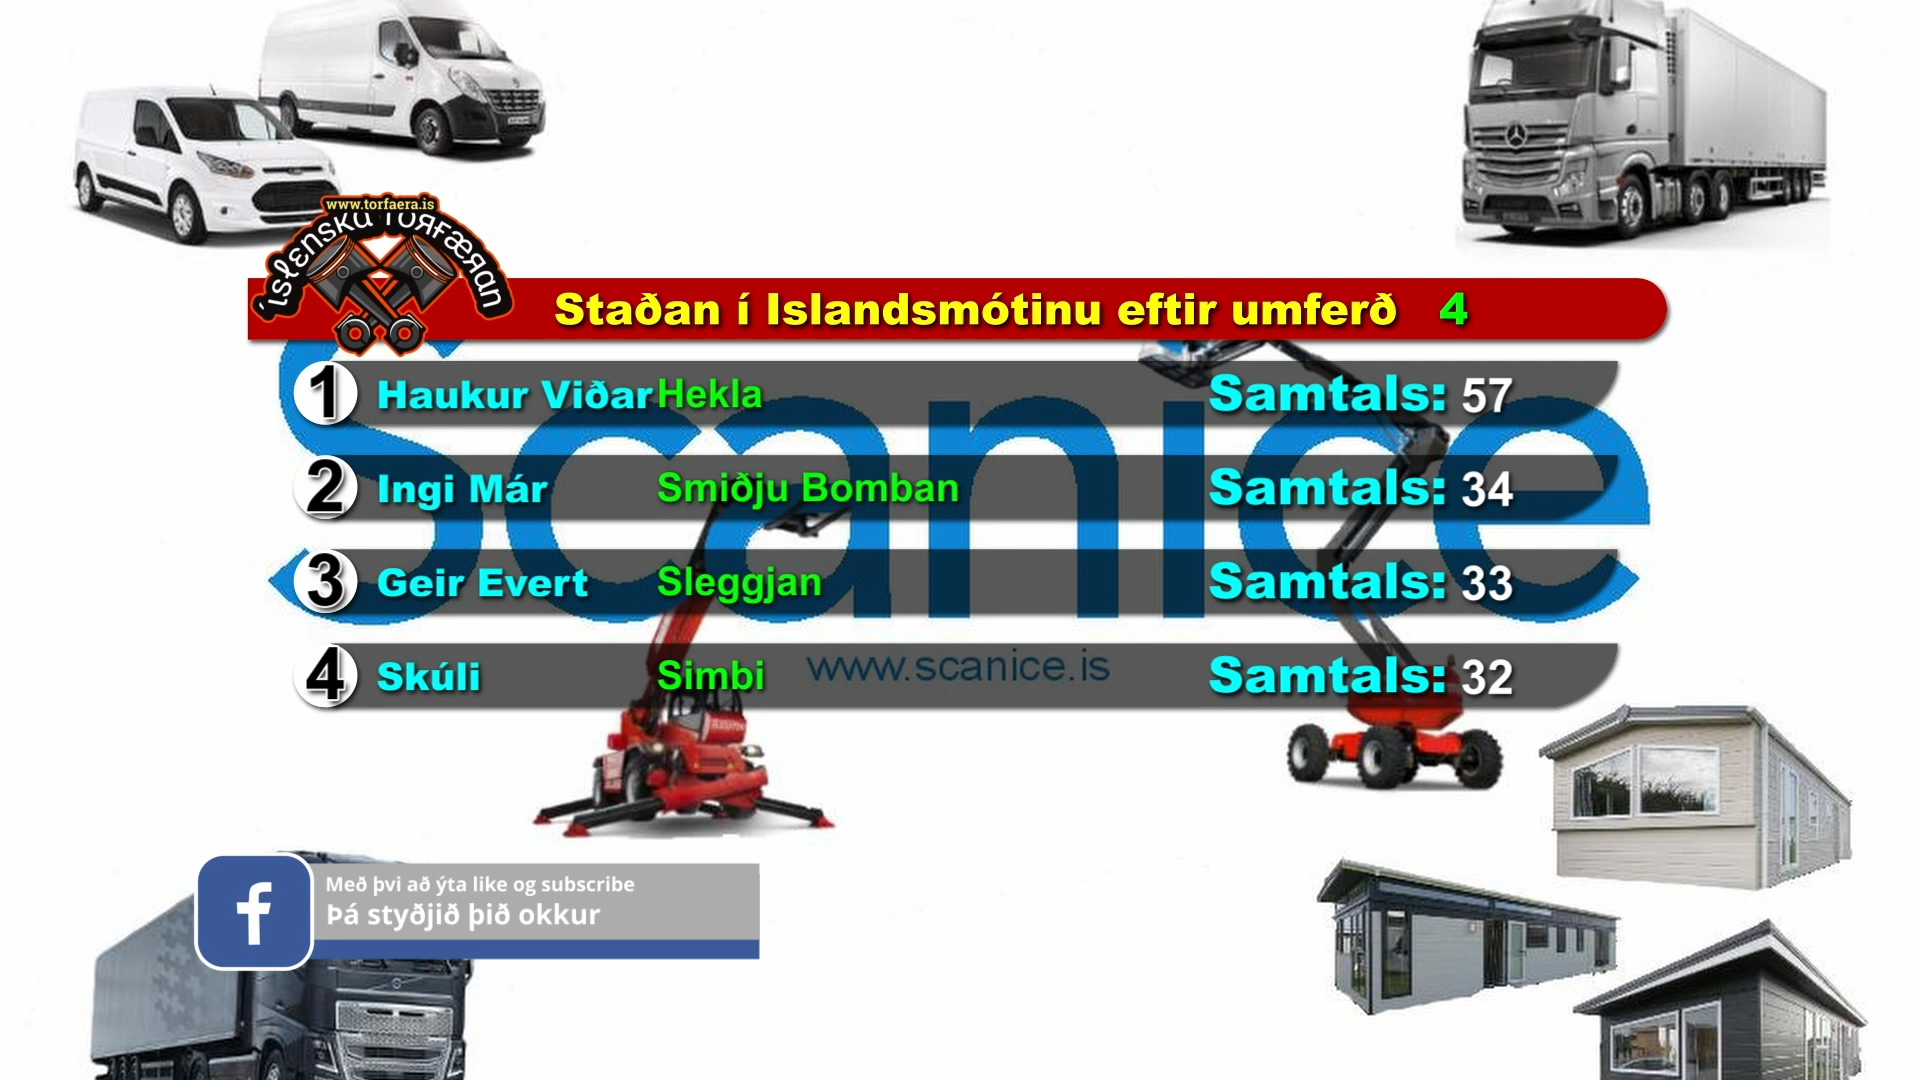 www.torfaera.is
íslenska Torfæran
Staðan í Islandsmótinu eftir umferð 4
1 Haukur Viðar Hekla Samtals: 57
2 Ingi Már Smiðju Bomban Samtals: 34
3 Geir Evert Sleggjan Samtals: 33
4 Skúli Simbi Samtals: 32
Scanice
www.scanice.is
Með þvi að ýta like og subscribe
Þá styðjið þið okkur